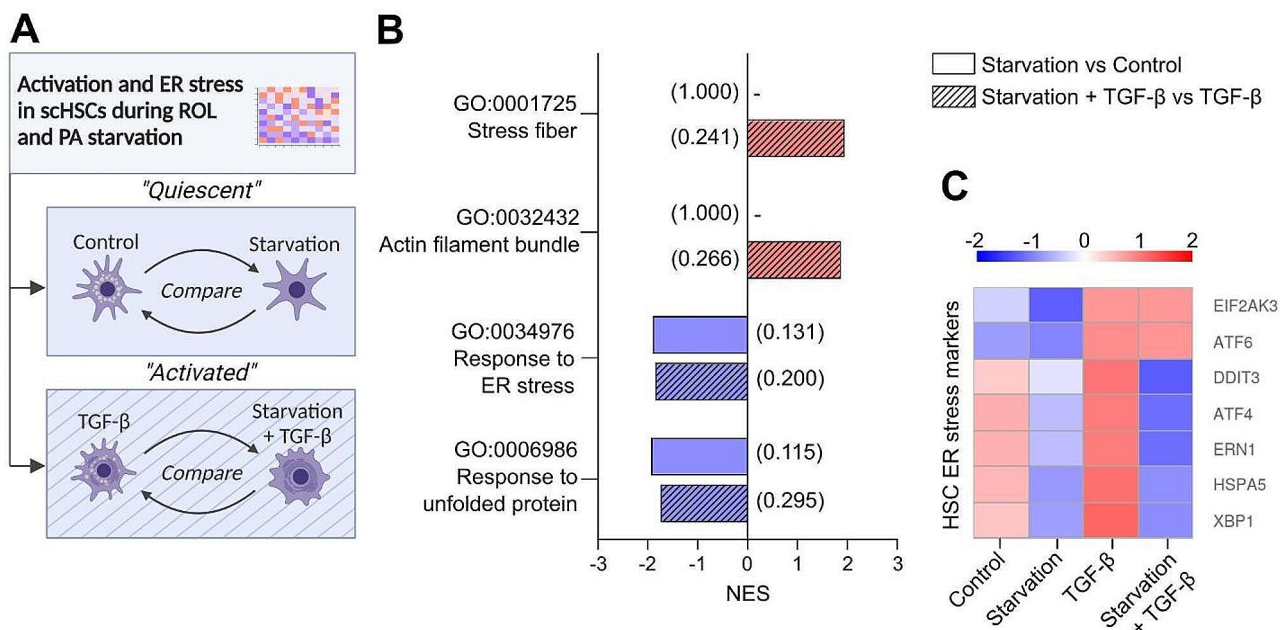 A
Activation and ER stress
in scHSCs during ROL
and PA starvation
"Quiescent"
Control
Starvation
Compare
"Activated"
TGF-β
Starvation
+ TGF-β
Compare
B
GO:0001725
Stress fiber
(1.000)
-
(0.241)
GO:0032432
Actin filament bundle
(1.000)
-
(0.266)
GO:0034976
Response to
ER stress
(0.131)
(0.200)
GO:0006986
Response to
unfolded protein
(0.115)
(0.295)
-3 -2 -1 0 1 2 3
NES
Starvation vs Control
Starvation + TGF-β vs TGF-β
C
-2 -1 0 1 2
HSC ER stress markers
EIF2AK3
ATF6
DDIT3
ATF4
ERN1
HSPA5
XBP1
Control
Starvation
TGF-β
Starvation
+ TGF-β